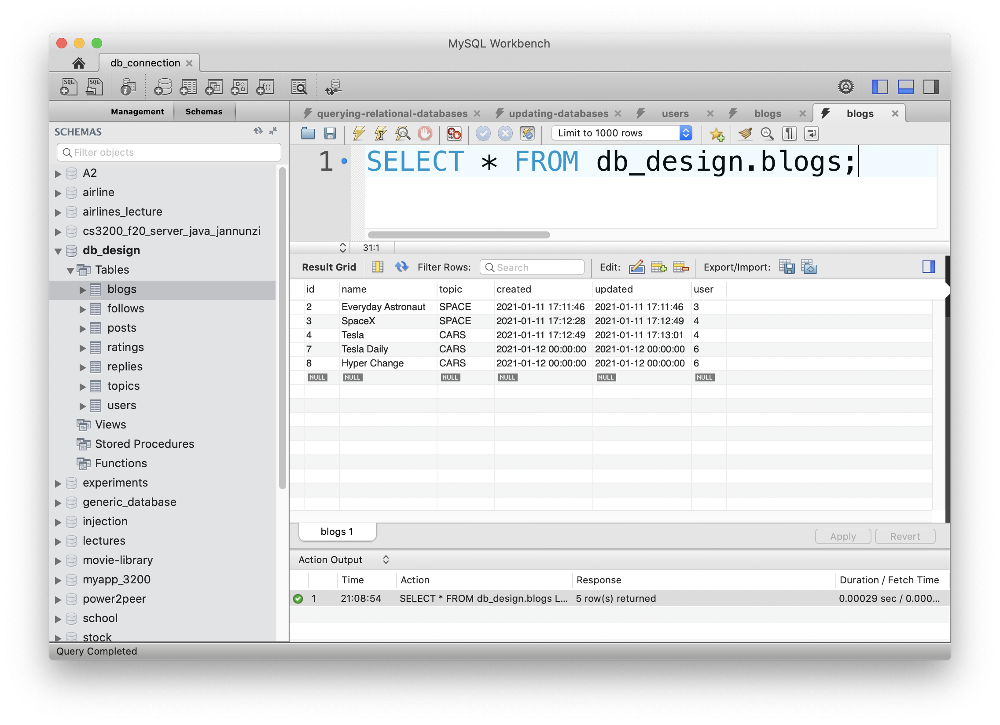 MySQL Workbench
db_connection
SQL SQL
f()
Management Schemas
SCHEMAS
Filter objects
A2
airline
airlines_lecture
cs3200_f20_server_java_jannunzi
db_design
Tables
blogs
follows
posts
ratings
replies
topics
users
Views
Stored Procedures
Functions
experiments
generic_database
injection
lectures
movie-library
myapp_3200
power2peer
school
stock
querying-relational-databases updating-databases users blogs blogs
Limit to 1000 rows
1 SELECT * FROM db_design.blogs;
31:1
Result Grid Filter Rows: Search Edit: Export/Import:
id name topic created updated user
2 Everyday Astronaut SPACE 2021-01-11 17:11:46 2021-01-11 17:11:46 3
3 SpaceX SPACE 2021-01-11 17:12:28 2021-01-11 17:12:49 4
4 Tesla CARS 2021-01-11 17:12:49 2021-01-11 17:13:01 4
7 Tesla Daily CARS 2021-01-12 00:00:00 2021-01-12 00:00:00 6
8 Hyper Change CARS 2021-01-12 00:00:00 2021-01-12 00:00:00 6
NULL NULL NULL NULL NULL NULL
blogs 1
Apply Revert
Action Output
Time Action Response Duration / Fetch Time
1 21:08:54 SELECT * FROM db_design.blogs L... 5 row(s) returned 0.00029 sec / 0.000...
Query Completed